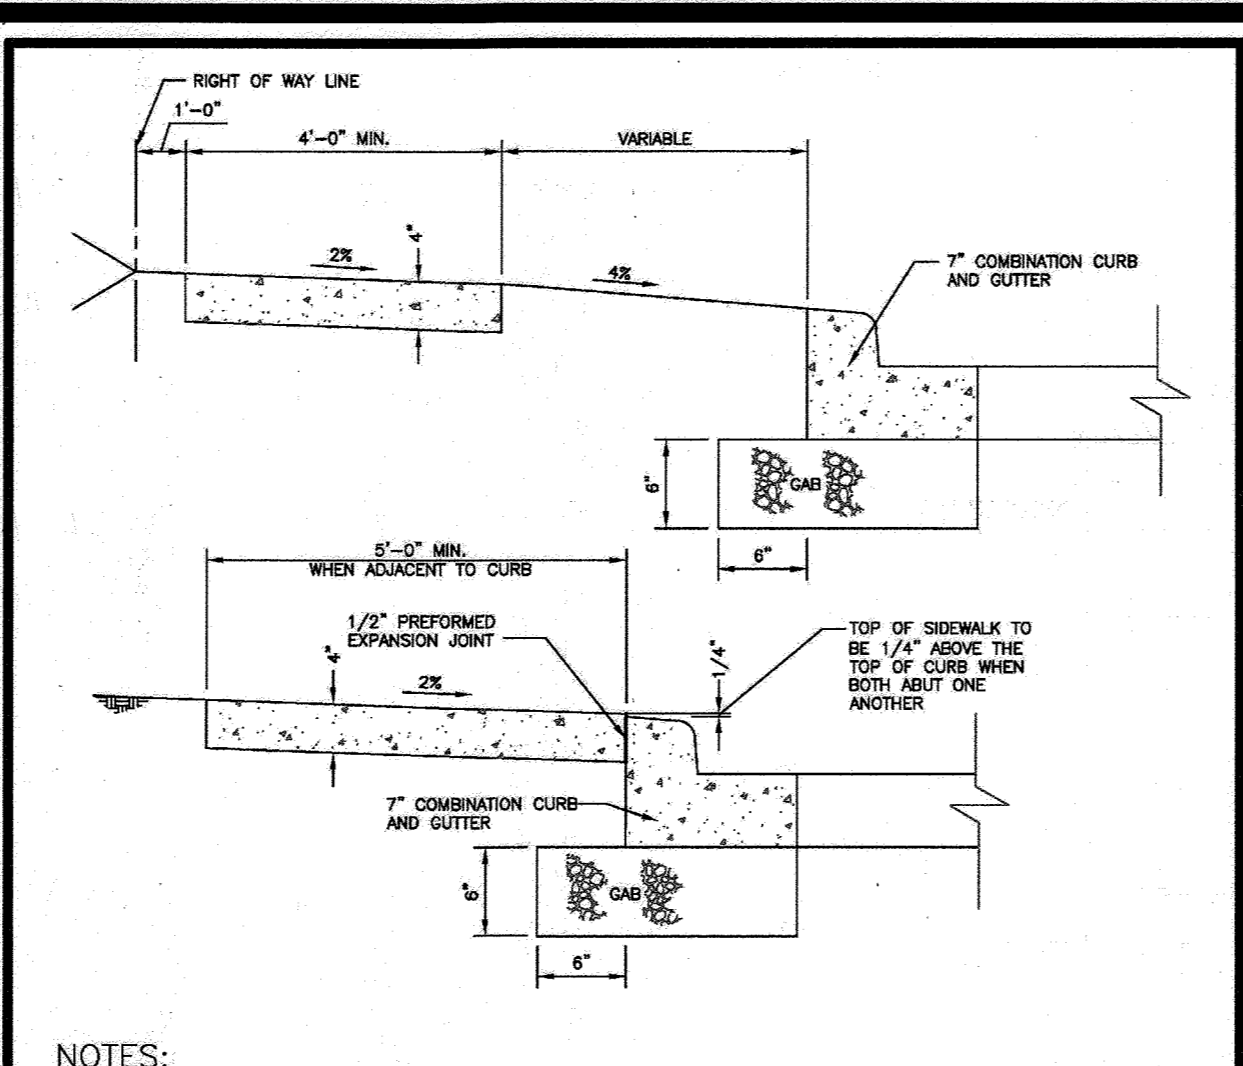 RIGHT OF WAY LINE
1'-0"
4'-0" MIN.
VARIABLE
2%
4"
4%
7" COMBINATION CURB
AND GUTTER
6"
GAB
6"
5'-0" MIN.
WHEN ADJACENT TO CURB
1/2" PREFORMED
EXPANSION JOINT
4"
2%
1/4"
TOP OF SIDEWALK TO
BE 1/4" ABOVE THE
TOP OF CURB WHEN
BOTH ABUT ONE
ANOTHER
7" COMBINATION CURB
AND GUTTER
6"
GAB
6"
NOTES: